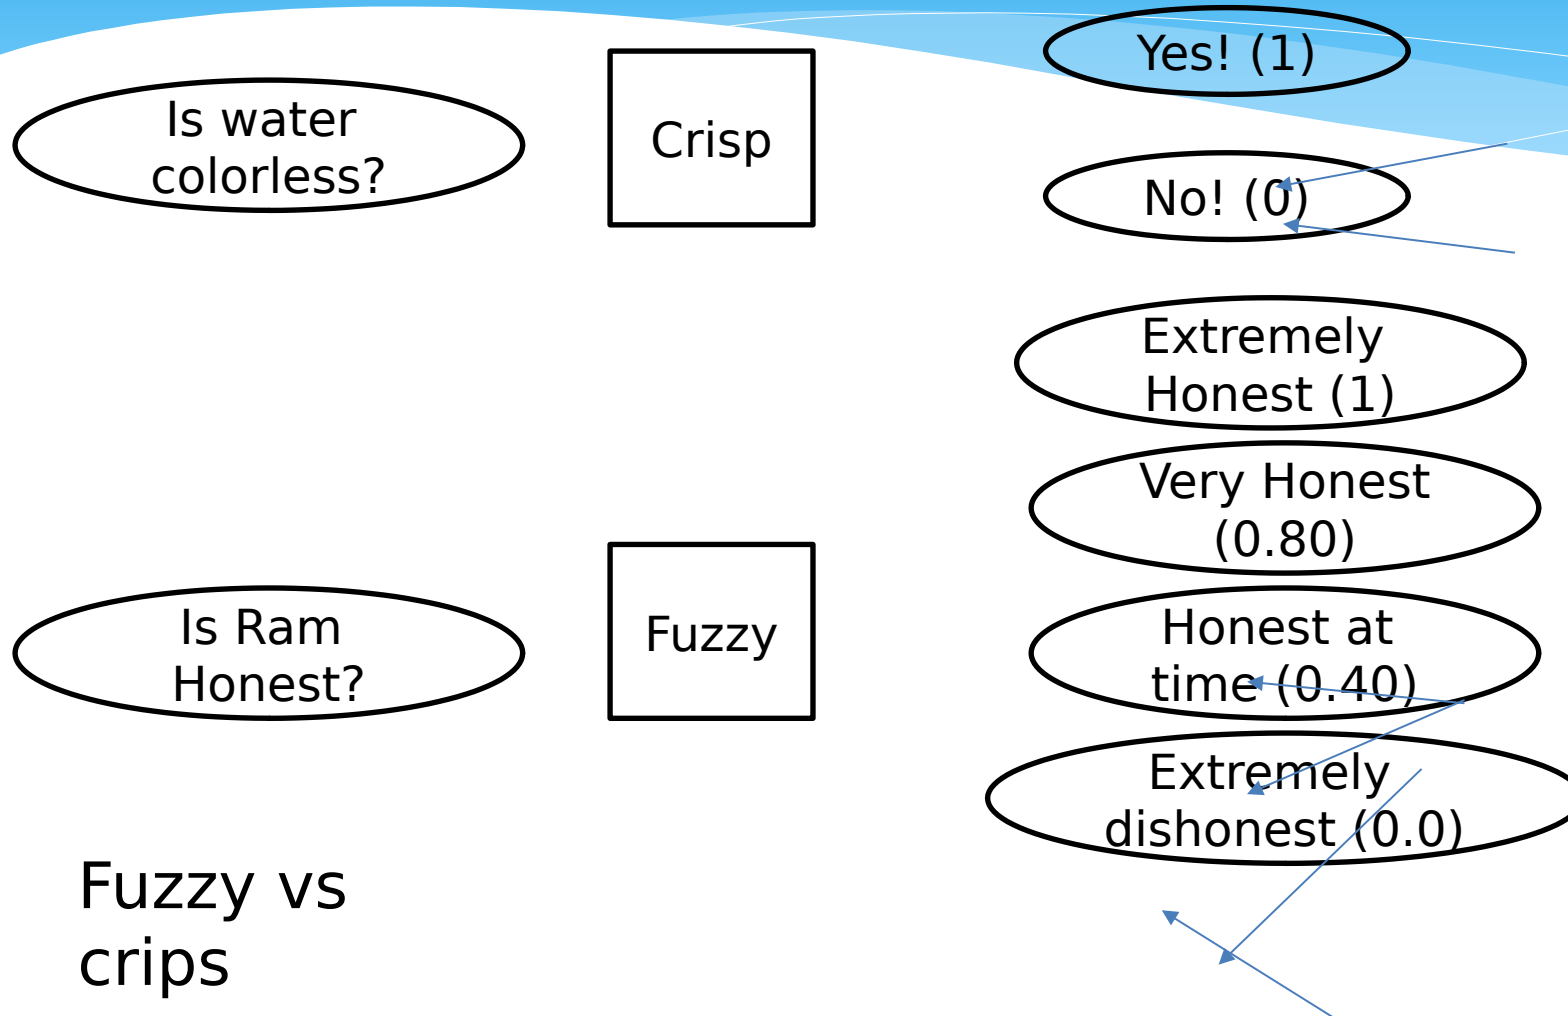 Is water
colorless?
Crisp
Yes! (1)
No! (0)
Extremely
Honest (1)
Very Honest
(0.80)
Is Ram
Honest?
Fuzzy
Honest at
time (0.40)
Extremely
dishonest (0.0)
Fuzzy vs
crips